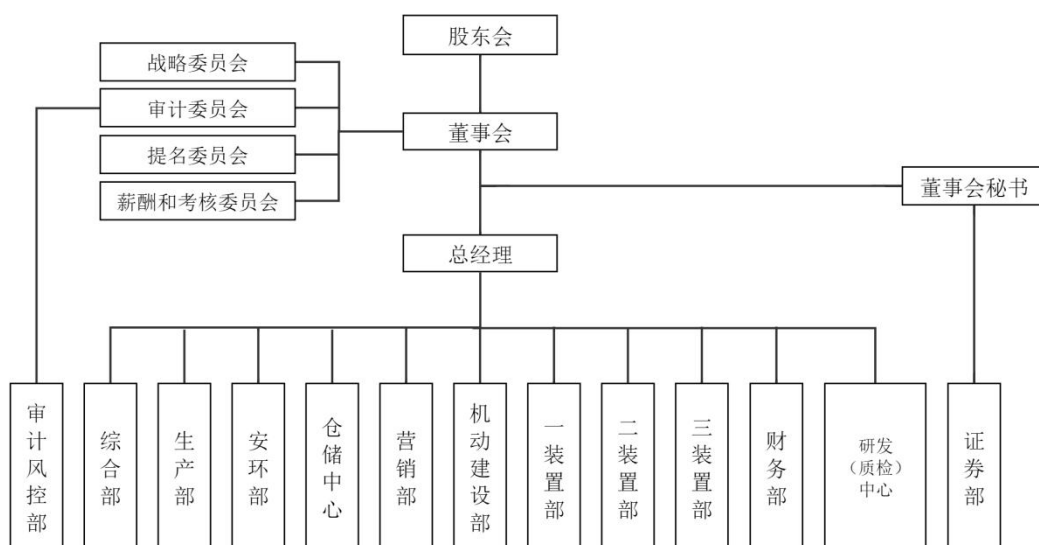 股东会
战略委员会
审计委员会
董事会
提名委员会
薪酬和考核委员会
董事会秘书
总经理
审计风控部
综合部
生产部
安环部
仓储中心
营销部
机动建设部
一装置部
二装置部
三装置部
财务部
研发
（质检）
中心
证券部